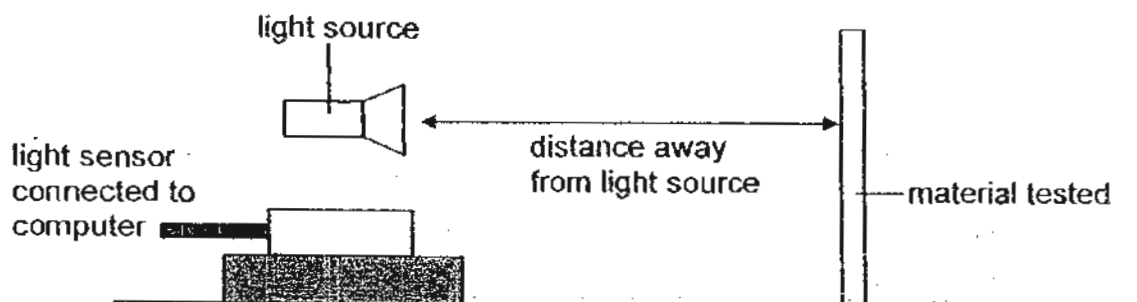 light source
light sensor
connected to
computer
distance away
from light source
material tested